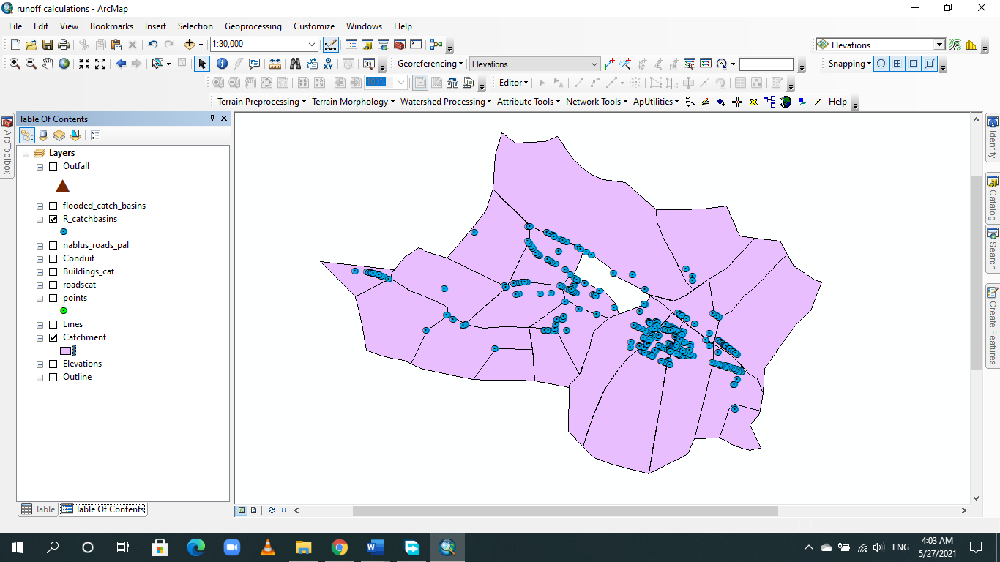 runoff calculations - ArcMap
File Edit View Bookmarks Insert Selection Geoprocessing Customize Windows Help
1:30,000
Elevations
Georeferencing
Elevations
Snapping
100%
Editor
Terrain Preprocessing Terrain Morphology Watershed Processing Attribute Tools Network Tools ApUtilities Help
ArcToolbox
Table Of Contents
Layers
Outfall
flooded_catch_basins
R_catchbasins
nablus_roads_pal
Conduit
Buildings_cat
roadscat
points
Lines
Catchment
Elevations
Outline
Table Table Of Contents
Identify
Catalog
Search
Create Features
ENG
4:03 AM
5/27/2021